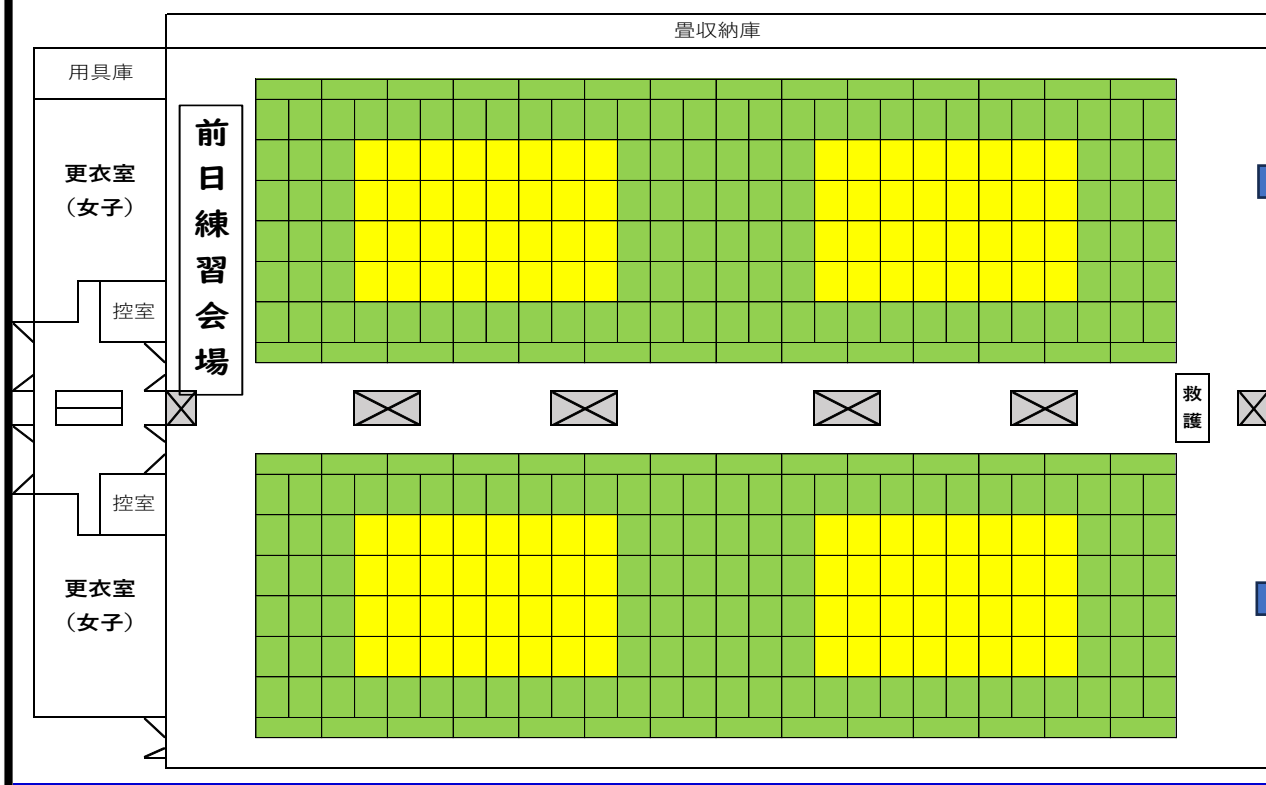 畳収納庫
用具庫
前日練習会場
更衣室
（女子）
控室
救護
控室
更衣室
（女子）